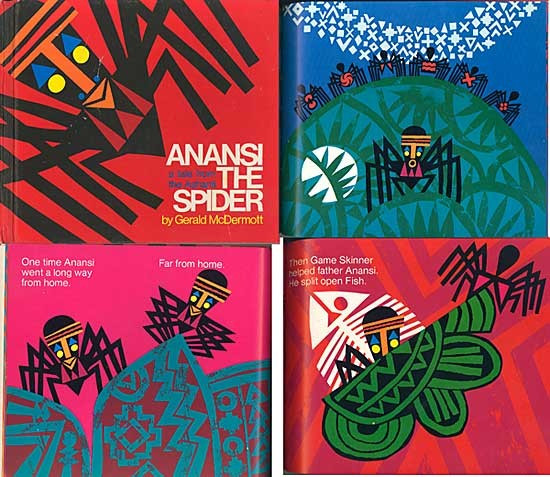 ANANSI
a tale from
THE
the Ashanti
SPIDER
by Gerald McDermott
One time Anansi
went a long way
from home.
Far from home.
Then Game Skinner
helped father Anansi.
He split open Fish.